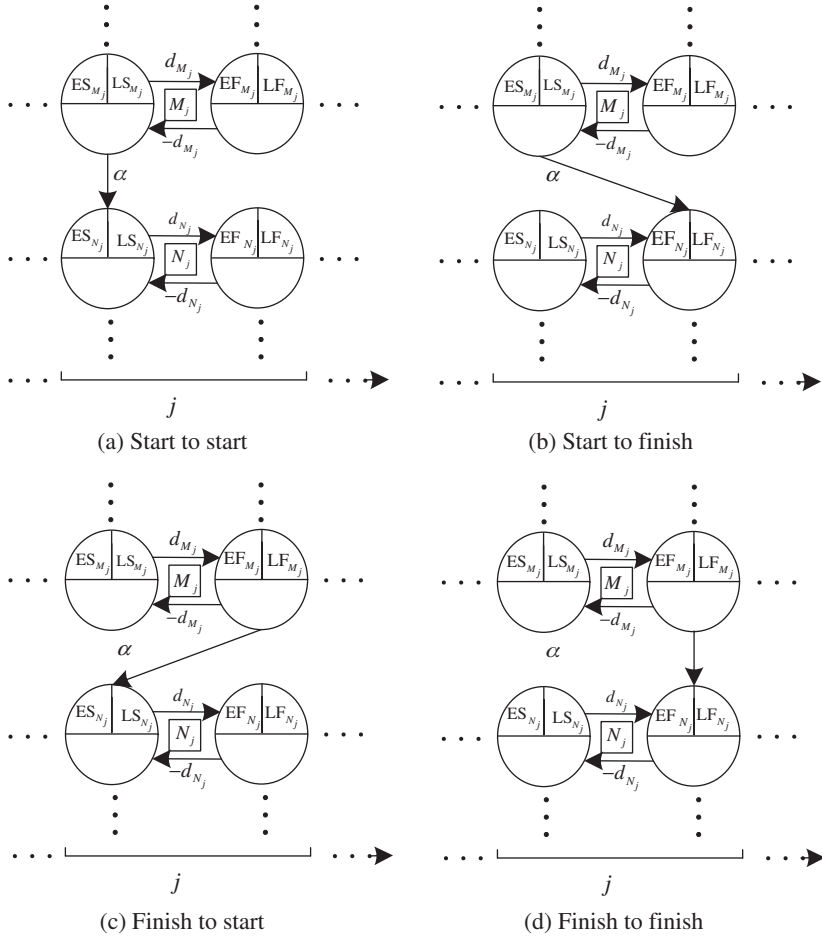 d_{M_j}
ES_{M_j} LS_{M_j} M_j EF_{M_j} LF_{M_j}
−d_{M_j}
α
d_{N_j}
ES_{N_j} LS_{N_j} N_j EF_{N_j} LF_{N_j}
−d_{N_j}
j
(a) Start to start
d_{M_j}
ES_{M_j} LS_{M_j} M_j EF_{M_j} LF_{M_j}
−d_{M_j}
α
d_{N_j}
ES_{N_j} LS_{N_j} N_j EF_{N_j} LF_{N_j}
−d_{N_j}
j
(b) Start to finish
d_{M_j}
ES_{M_j} LS_{M_j} M_j EF_{M_j} LF_{M_j}
−d_{M_j}
α
d_{N_j}
ES_{N_j} LS_{N_j} N_j EF_{N_j} LF_{N_j}
−d_{N_j}
j
(c) Finish to start
d_{M_j}
ES_{M_j} LS_{M_j} M_j EF_{M_j} LF_{M_j}
−d_{M_j}
α
d_{N_j}
ES_{N_j} LS_{N_j} N_j EF_{N_j} LF_{N_j}
−d_{N_j}
j
(d) Finish to finish